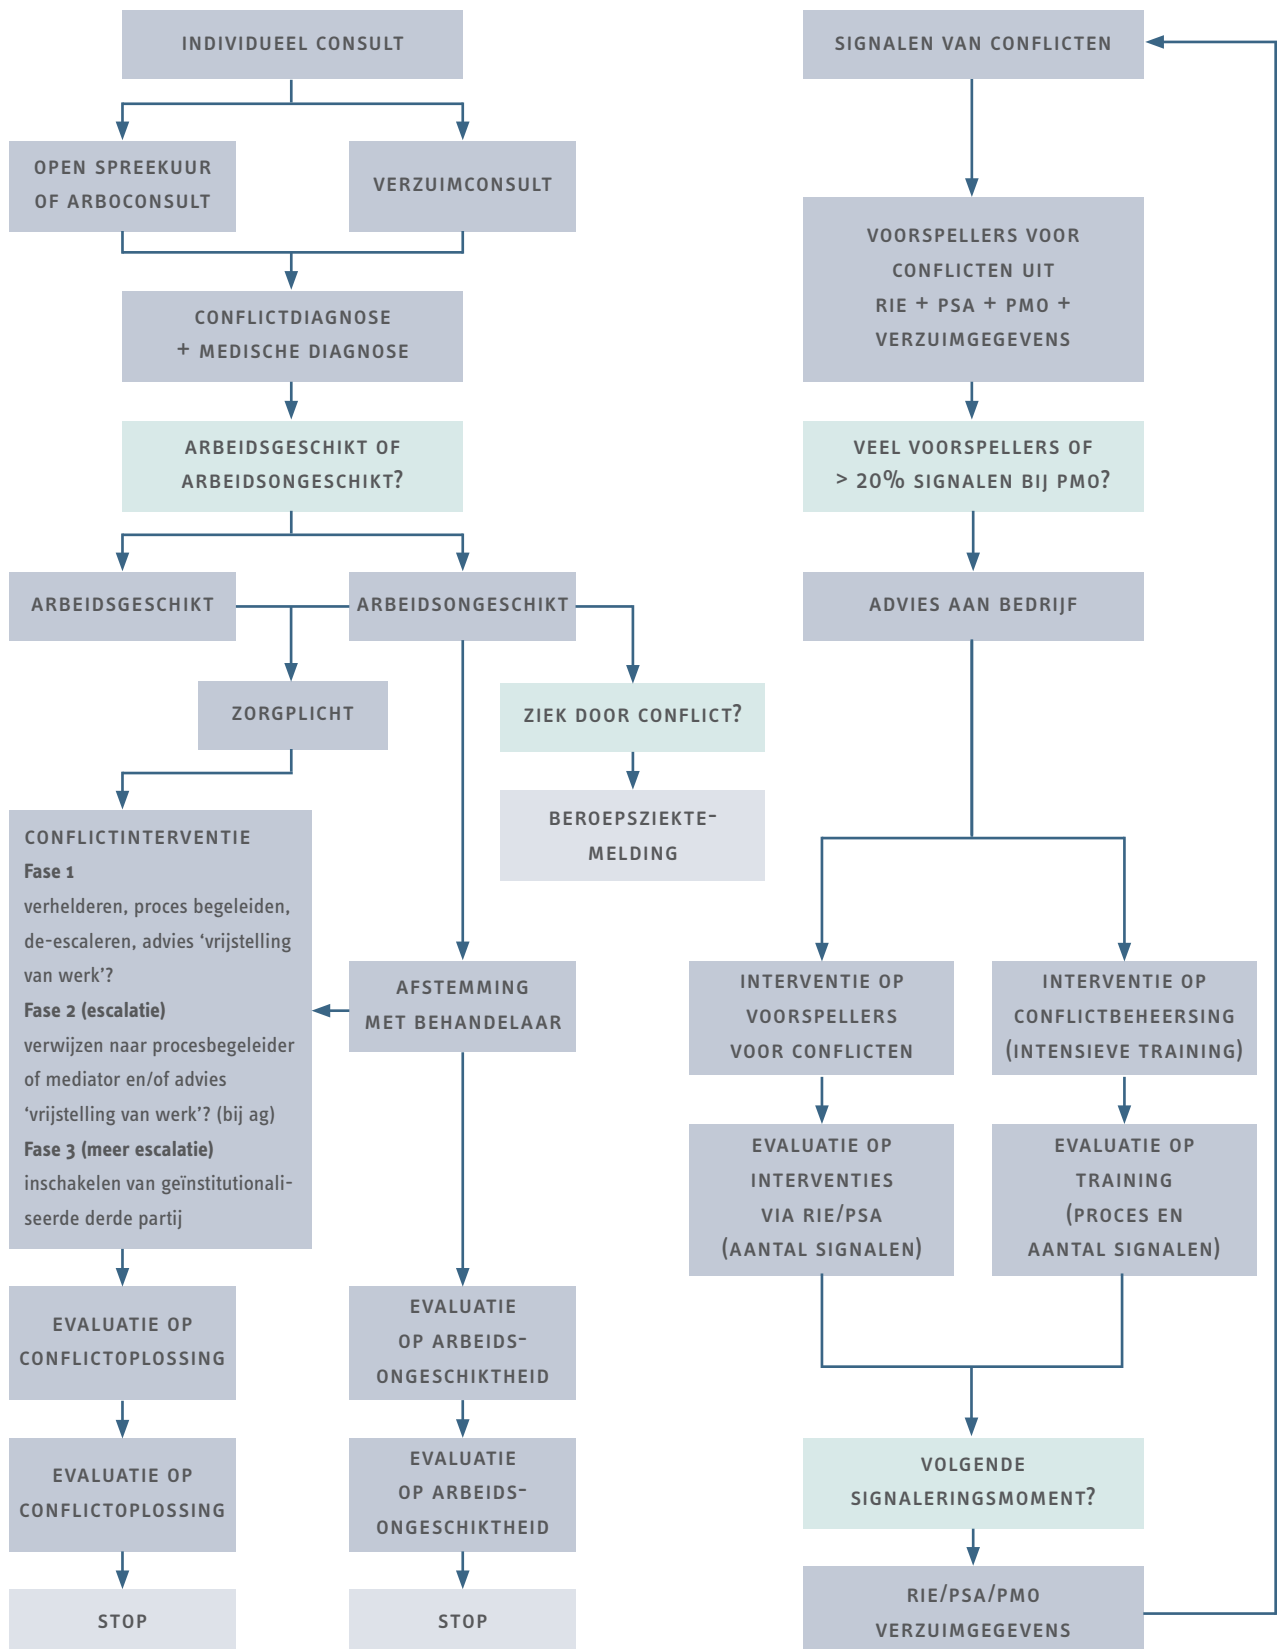 INDIVIDUEEL CONSULT
OPEN SPREEKUUR
OF ARBOCONSULT
VERZUIMCONSULT
CONFLICTDIAGNOSE
+ MEDISCHE DIAGNOSE
ARBEIDSGESCHIKT OF
ARBEIDSONGESCHIKT?
ARBEIDSGESCHIKT
ARBEIDSONGESCHIKT
ZORGPLICHT
ZIEK DOOR CONFLICT?
BEROEPSZIEKTE-
MELDING
CONFLICTINTERVENTIE
Fase 1
verhelderen, proces begeleiden,
de-escaleren, advies ‘vrijstelling
van werk’?
Fase 2 (escalatie)
verwijzen naar procesbegeleider
of mediator en/of advies
‘vrijstelling van werk’? (bij ag)
Fase 3 (meer escalatie)
inschakelen van geïnstitutionali-
seerde derde partij
AFSTEMMING
MET BEHANDELAAR
EVALUATIE OP
CONFLICTOPLOSSING
EVALUATIE
OP ARBEIDS-
ONGESCHIKTHEID
EVALUATIE OP
CONFLICTOPLOSSING
EVALUATIE
OP ARBEIDS-
ONGESCHIKTHEID
STOP
STOP
SIGNALEN VAN CONFLICTEN
VOORSPELLERS VOOR
CONFLICTEN UIT
RIE + PSA + PMO +
VERZUIMGEGEVENS
VEEL VOORSPELLERS OF
> 20% SIGNALEN BIJ PMO?
ADVIES AAN BEDRIJF
INTERVENTIE OP
VOORSPELLERS
VOOR CONFLICTEN
INTERVENTIE OP
CONFLICTBEHEERSING
(INTENSIEVE TRAINING)
EVALUATIE OP
INTERVENTIES
VIA RIE/PSA
(AANTAL SIGNALEN)
EVALUATIE OP
TRAINING
(PROCES EN
AANTAL SIGNALEN)
VOLGENDE
SIGNALERINGSMOMENT?
RIE/PSA/PMO
VERZUIMGEGEVENS